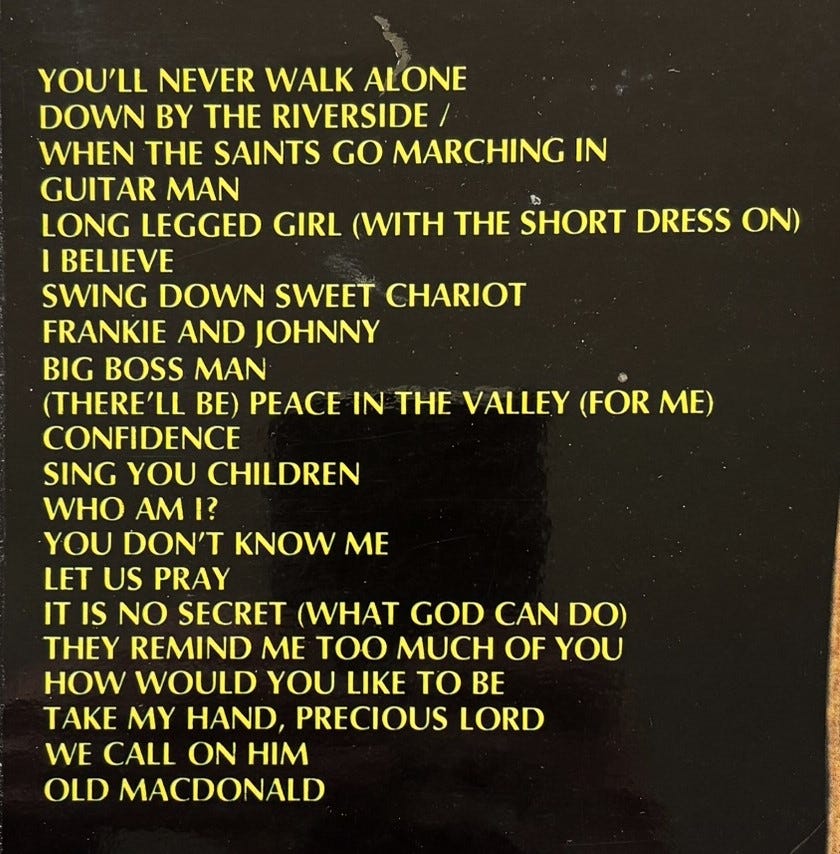 YOU'LL NEVER WALK ALONE
DOWN BY THE RIVERSIDE /
WHEN THE SAINTS GO MARCHING IN
GUITAR MAN
LONG LEGGED GIRL (WITH THE SHORT DRESS ON)
I BELIEVE
SWING DOWN SWEET CHARIOT
FRANKIE AND JOHNNY
BIG BOSS MAN
(THERE'LL BE) PEACE IN THE VALLEY (FOR ME)
CONFIDENCE
SING YOU CHILDREN
WHO AM I?
YOU DON'T KNOW ME
LET US PRAY
IT IS NO SECRET (WHAT GOD CAN DO)
THEY REMIND ME TOO MUCH OF YOU
HOW WOULD YOU LIKE TO BE
TAKE MY HAND, PRECIOUS LORD
WE CALL ON HIM
OLD MACDONALD